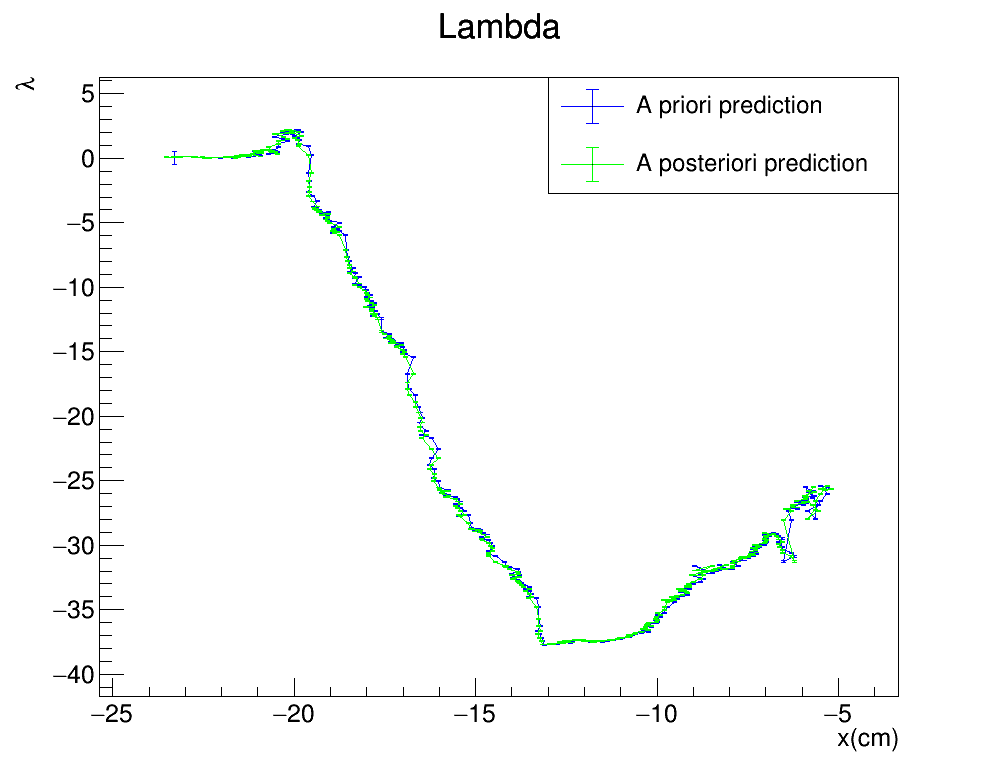 Lambda
λ
A priori prediction
A posteriori prediction
5
0
−5
−10
−15
−20
−25
−30
−35
−40
−25 −20 −15 −10 −5
x(cm)